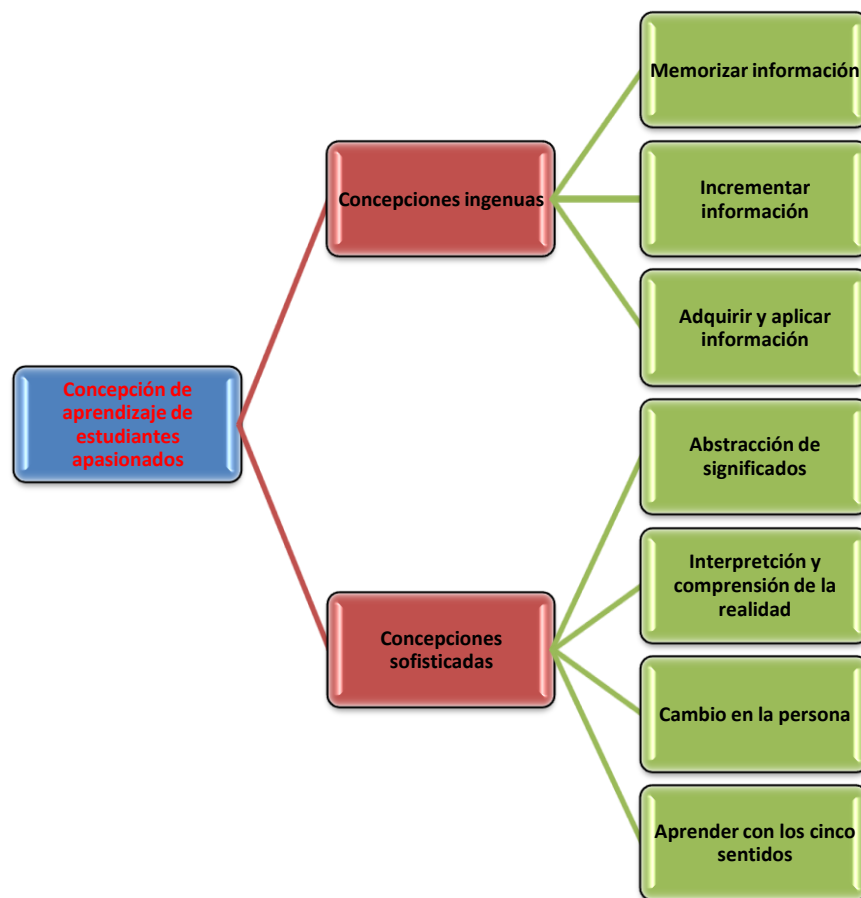 Memorizar información
Concepciones ingenuas
Incrementar
información
Adquirir y aplicar
información
Concepción de
aprendizaje de
estudiantes
apasionados
Abstracción de
significados
Interpretción y
comprensión de la
realidad
Concepciones
sofisticadas
Cambio en la persona
Aprender con los cinco
sentidos